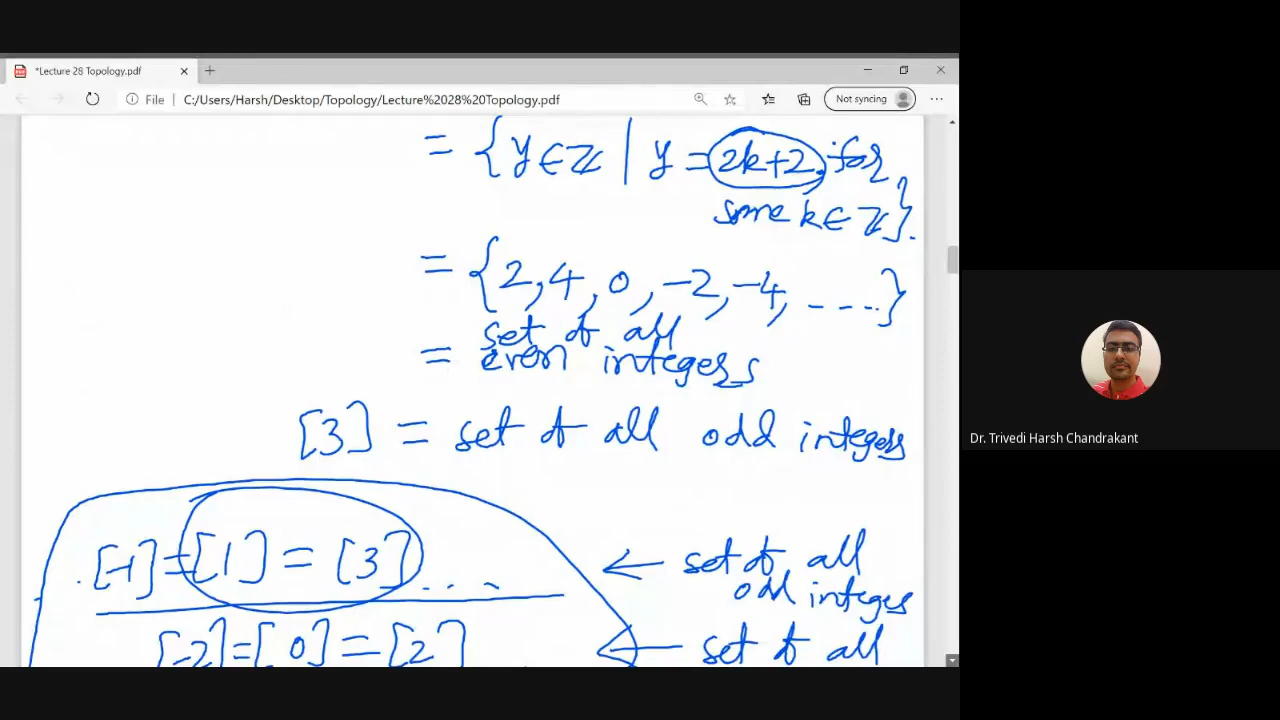 *Lecture 28 Topology.pdf
File | C:/Users/Harsh/Desktop/Topology/Lecture%2028%20Topology.pdf
Not syncing
= {y ∈ ℤ | y = 2k+2, for
some k ∈ ℤ}.
= {2, 4, 0, -2, -4, ....}
set of all
= even integers
[3] = set of all odd integers
[-1] = [1] = [3] ... ← set of all
odd integers
[-2] = [0] = [2] ← set of all
Dr. Trivedi Harsh Chandrakant